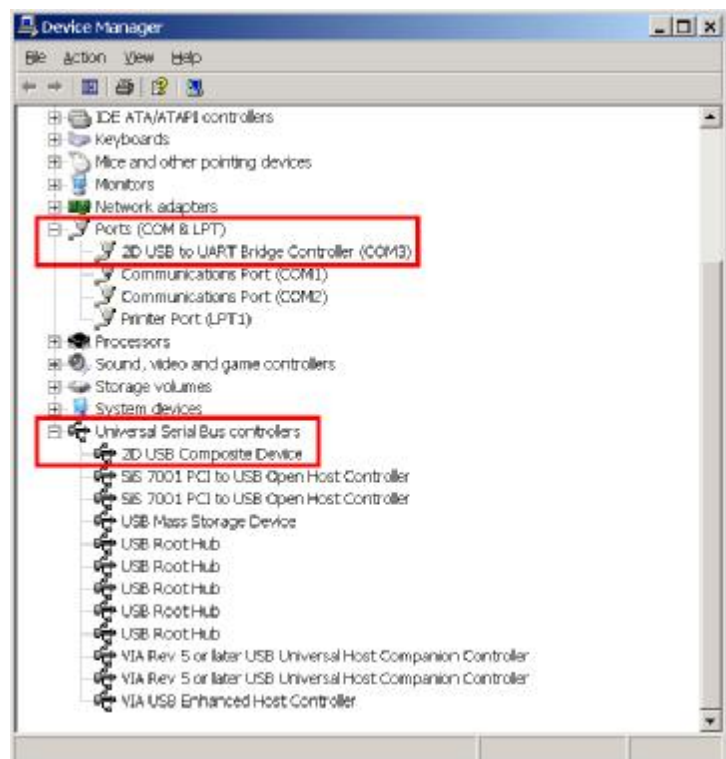 Device Manager
File Action View Help
IDE ATA/ATAPI controllers
Keyboards
Mice and other pointing devices
Monitors
Network adapters
Ports (COM & LPT)
2D USB to UART Bridge Controller (COM3)
Communications Port (COM1)
Communications Port (COM2)
Printer Port (LPT1)
Processors
Sound, video and game controllers
Storage volumes
System devices
Universal Serial Bus controllers
2D USB Composite Device
SiS 7001 PCI to USB Open Host Controller
SiS 7001 PCI to USB Open Host Controller
USB Mass Storage Device
USB Root Hub
USB Root Hub
USB Root Hub
USB Root Hub
USB Root Hub
VIA Rev 5 or later USB Universal Host Companion Controller
VIA Rev 5 or later USB Universal Host Companion Controller
VIA USB Enhanced Host Controller